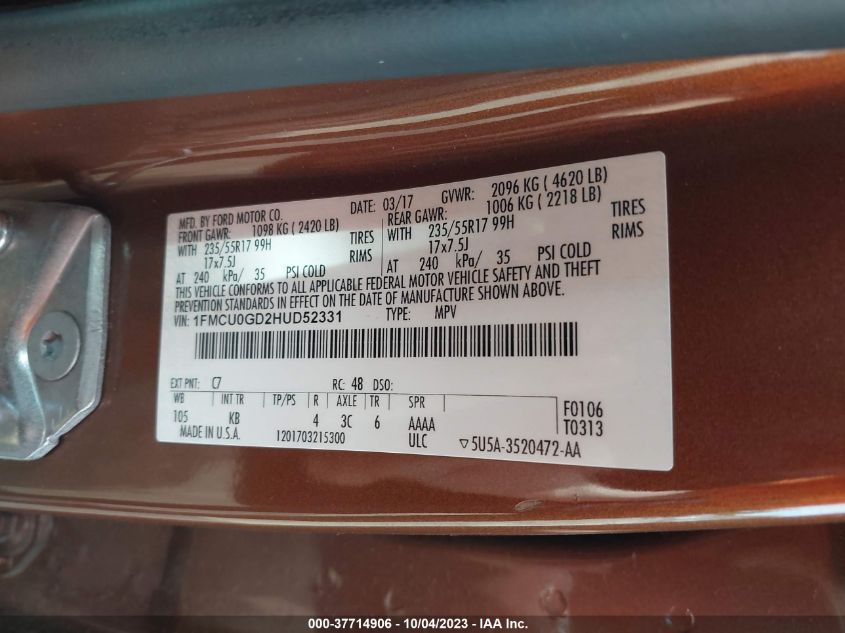 MFD. BY FORD MOTOR CO. DATE: 03/17 GVWR: 2096 KG ( 4620 LB)
FRONT GAWR: 1098 KG ( 2420 LB) REAR GAWR: 1006 KG ( 2218 LB)
WITH 235/55R17 99H TIRES WITH 235/55R17 99H TIRES
17x7.5J RIMS 17x7.5J RIMS
AT 240 kPa/ 35 PSI COLD AT 240 kPa/ 35 PSI COLD
THIS VEHICLE CONFORMS TO ALL APPLICABLE FEDERAL MOTOR VEHICLE SAFETY AND THEFT
PREVENTION STANDARDS IN EFFECT ON THE DATE OF MANUFACTURE SHOWN ABOVE.
VIN: 1FMCU0GD2HUD52331 TYPE: MPV
EXT PNT: C7 RC: 48 DSO:
WB INT TR TP/PS R AXLE TR SPR
105 KB 4 3C 6 AAAA
F0106
T0313
MADE IN U.S.A. 1201703215300 ULC ▽5U5A-3520472-AA
000-37714906 - 10/04/2023 - IAA Inc.